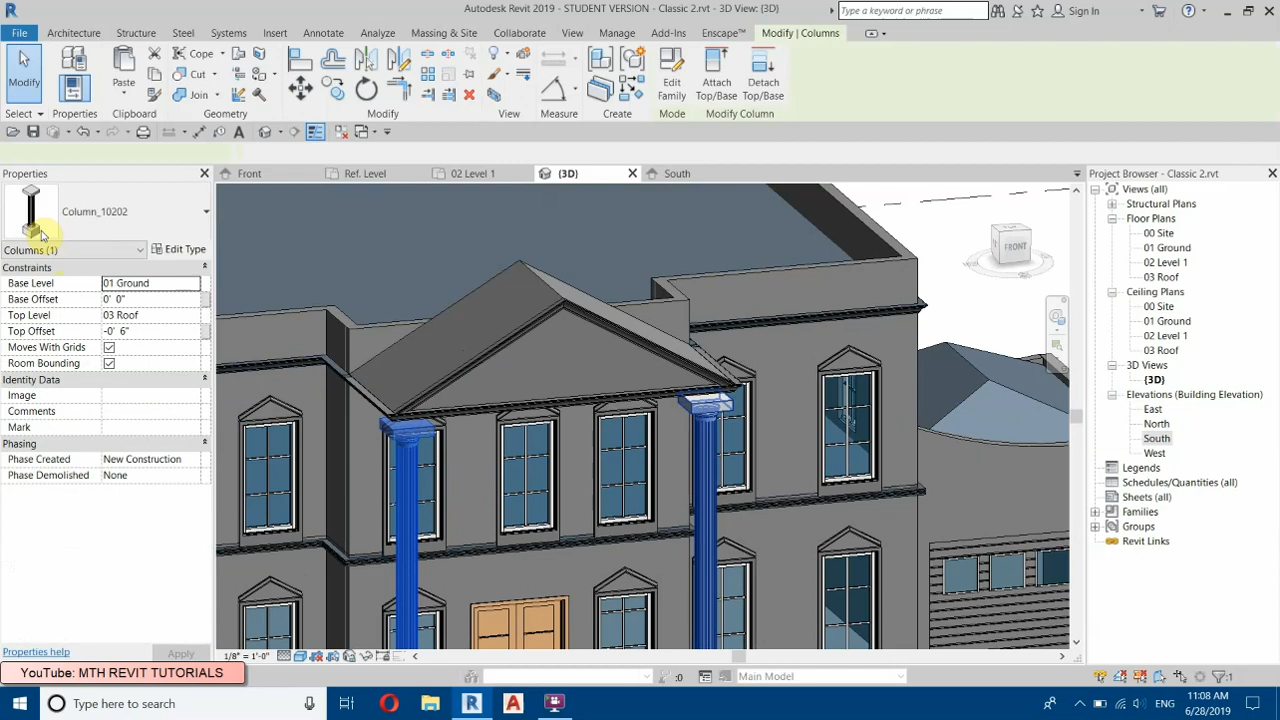 Autodesk Revit 2019 - STUDENT VERSION - Classic 2.rvt - 3D View: {3D}
Type a keyword or phrase
Sign In
File
Architecture
Structure
Steel
Systems
Insert
Annotate
Analyze
Massing & Site
Collaborate
View
Manage
Add-Ins
Enscape™
Modify | Columns
Modify
Paste
Cope
Cut
Join
Edit
Family
Attach
Top/Base
Detach
Top/Base
Select
Properties
Clipboard
Geometry
Modify
View
Measure
Create
Mode
Modify Column
Properties
Front
Ref. Level
02 Level 1
{3D}
South
Project Browser - Classic 2.rvt
Column_10202
Columns (1)
Edit Type
Constraints
Base Level 01 Ground
Base Offset 0' 0"
Top Level 03 Roof
Top Offset -0' 6"
Moves With Grids
Room Bounding
Identity Data
Image
Comments
Mark
Phasing
Phase Created New Construction
Phase Demolished None
Properties help
Apply
FRONT
Views (all)
Structural Plans
Floor Plans
00 Site
01 Ground
02 Level 1
03 Roof
Ceiling Plans
00 Site
01 Ground
02 Level 1
03 Roof
3D Views
{3D}
Elevations (Building Elevation)
East
North
South
West
Legends
Schedules/Quantities (all)
Sheets (all)
Families
Groups
Revit Links
1/8" = 1'-0"
YouTube: MTH REVIT TUTORIALS
:0
Main Model
:1
Type here to search
ENG
11:08 AM
6/28/2019